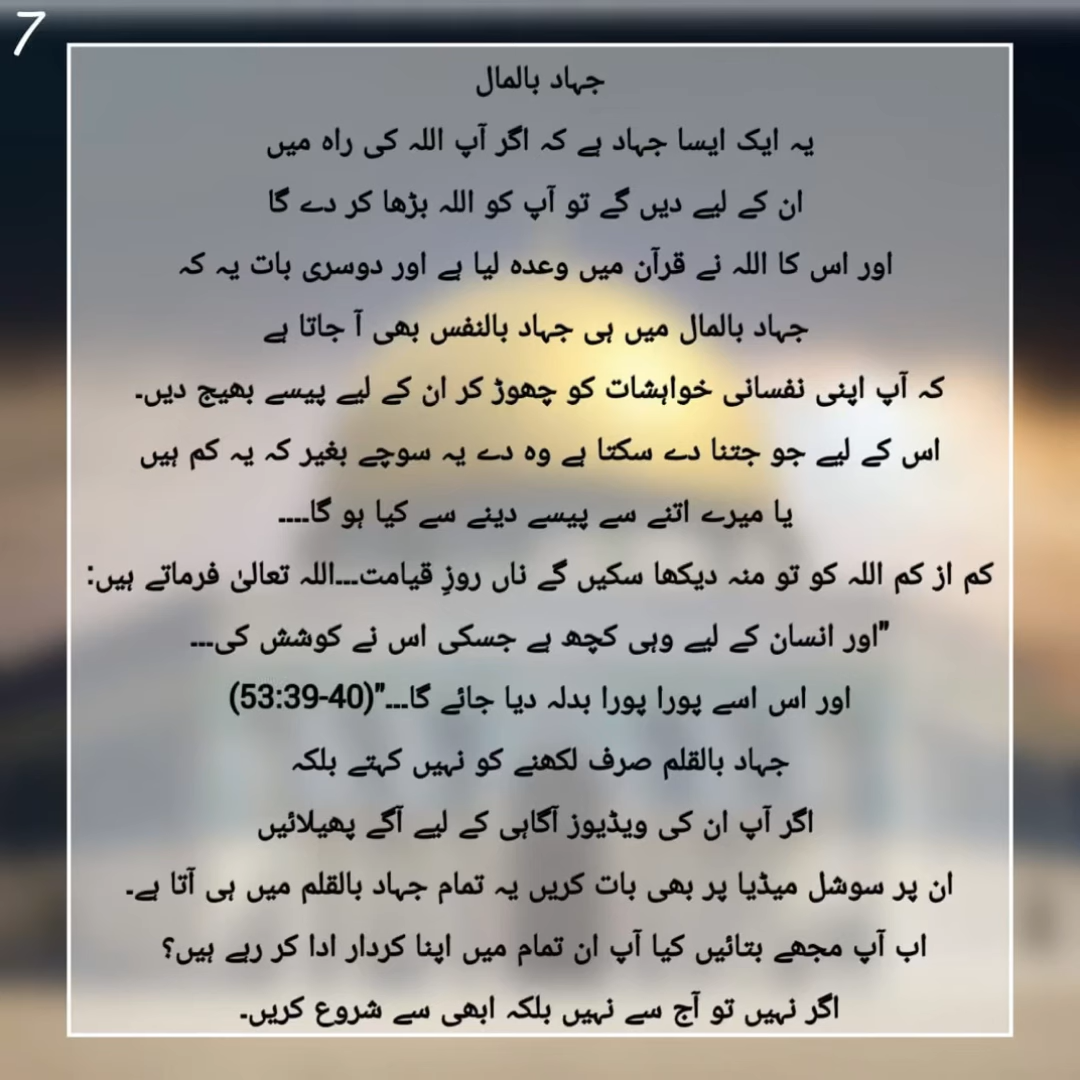 7
جہاد بالمال
یہ ایک ایسا جہاد ہے کہ اگر آپ اللہ کی راہ میں
ان کے لیے دیں گے تو آپ کو اللہ بڑھا کر دے گا
اور اس کا اللہ نے قرآن میں وعدہ لیا ہے اور دوسری بات یہ کہ
جہاد بالمال میں ہی جہاد بالنفس بھی آ جاتا ہے
کہ آپ اپنی نفسانی خواہشات کو چھوڑ کر ان کے لیے پیسے بھیج دیں۔
اس کے لیے جو جتنا دے سکتا ہے وہ دے یہ سوچے بغیر کہ یہ کم ہیں
یا میرے اتنے سے پیسے دینے سے کیا ہو گا۔۔۔۔
کم از کم اللہ کو تو منہ دیکھا سکیں گے ناں روزِ قیامت۔۔۔اللہ تعالیٰ فرماتے ہیں:
"اور انسان کے لیے وہی کچھ ہے جسکی اس نے کوشش کی۔۔۔
اور اس اسے پورا پورا بدلہ دیا جائے گا۔۔۔"(53:39-40)
جہاد بالقلم صرف لکھنے کو نہیں کہتے بلکہ
اگر آپ ان کی ویڈیوز آگاہی کے لیے آگے پھیلائیں
ان پر سوشل میڈیا پر بھی بات کریں یہ تمام جہاد بالقلم میں ہی آتا ہے۔
اب آپ مجھے بتائیں کیا آپ ان تمام میں اپنا کردار ادا کر رہے ہیں؟
اگر نہیں تو آج سے نہیں بلکہ ابھی سے شروع کریں۔